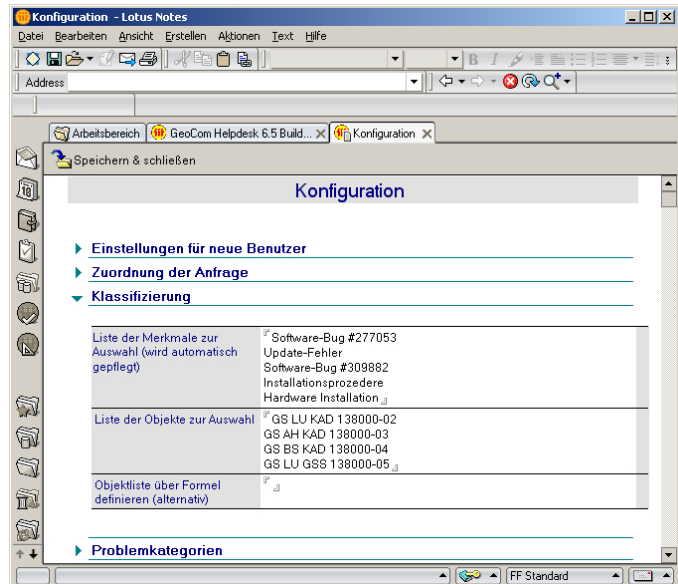 Konfiguration - Lotus Notes
Datei Bearbeiten Ansicht Erstellen Aktionen Text Hilfe
B I
Address
Arbeitsbereich GeoCom Helpdesk 6.5 Build... Konfiguration
Speichern & schließen
Konfiguration
Einstellungen für neue Benutzer
Zuordnung der Anfrage
Klassifizierung
Liste der Merkmale zur Auswahl (wird automatisch gepflegt)
Software-Bug #277053
Update-Fehler
Software-Bug #309882
Installationsprozedere
Hardware Installation
Liste der Objekte zur Auswahl
GS LU KAD 138000-02
GS AH KAD 138000-03
GS BS KAD 138000-04
GS LU GSS 138000-05
Objektliste über Formel definieren (alternativ)
Problemkategorien
FF Standard